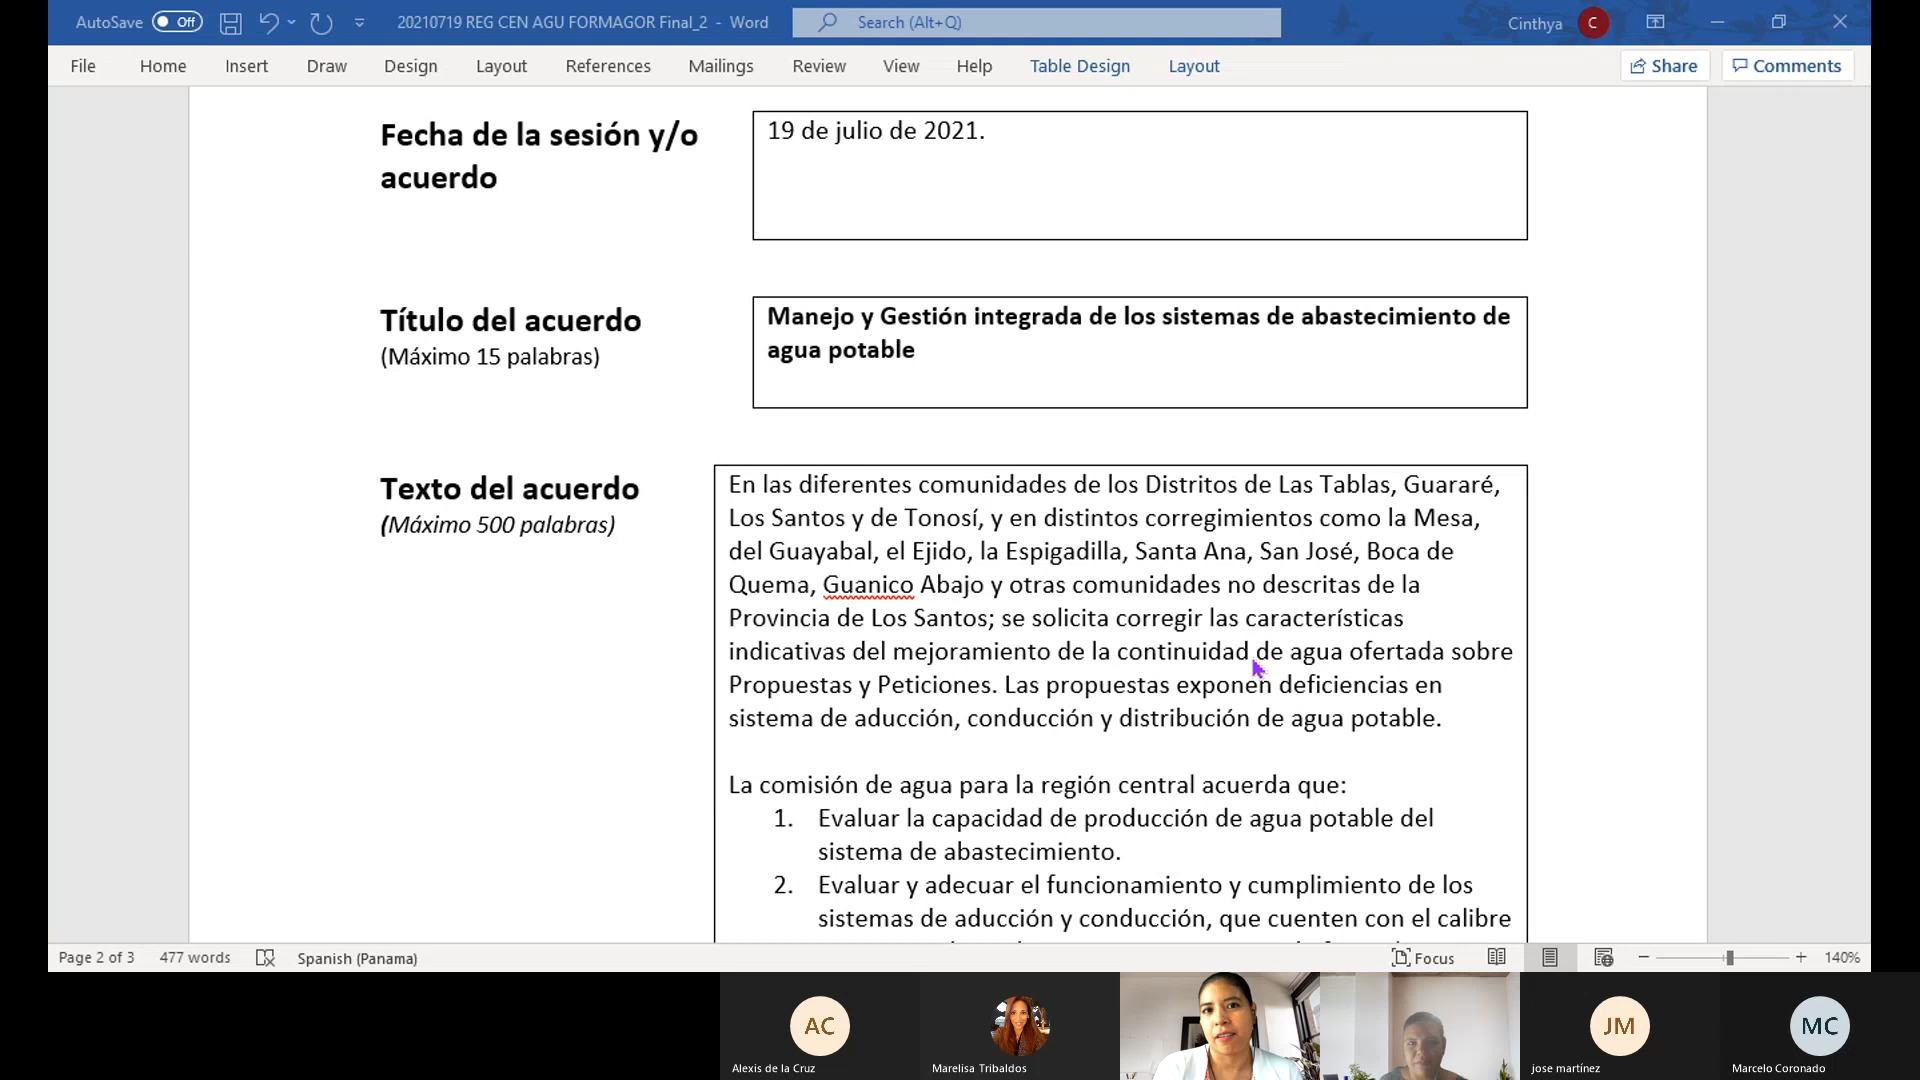 AutoSave Off 20210719 REG CEN AGU FORMAGOR Final_2 - Word Search (Alt+Q) Cinthya C
File Home Insert Draw Design Layout References Mailings Review View Help Table Design Layout Share Comments
Fecha de la sesión y/o
acuerdo
19 de julio de 2021.
Título del acuerdo
(Máximo 15 palabras)
Manejo y Gestión integrada de los sistemas de abastecimiento de
agua potable
Texto del acuerdo
(Máximo 500 palabras)
En las diferentes comunidades de los Distritos de Las Tablas, Guararé,
Los Santos y de Tonosí, y en distintos corregimientos como la Mesa,
del Guayabal, el Ejido, la Espigadilla, Santa Ana, San José, Boca de
Quema, Guanico Abajo y otras comunidades no descritas de la
Provincia de Los Santos; se solicita corregir las características
indicativas del mejoramiento de la continuidad de agua ofertada sobre
Propuestas y Peticiones. Las propuestas exponen deficiencias en
sistema de aducción, conducción y distribución de agua potable.
La comisión de agua para la región central acuerda que:
1. Evaluar la capacidad de producción de agua potable del
sistema de abastecimiento.
2. Evaluar y adecuar el funcionamiento y cumplimiento de los
sistemas de aducción y conducción, que cuenten con el calibre
Page 2 of 3 477 words Spanish (Panama) Focus 140%
AC JM MC
Alexis de la Cruz Marelisa Tribaldos jose martínez Marcelo Coronado